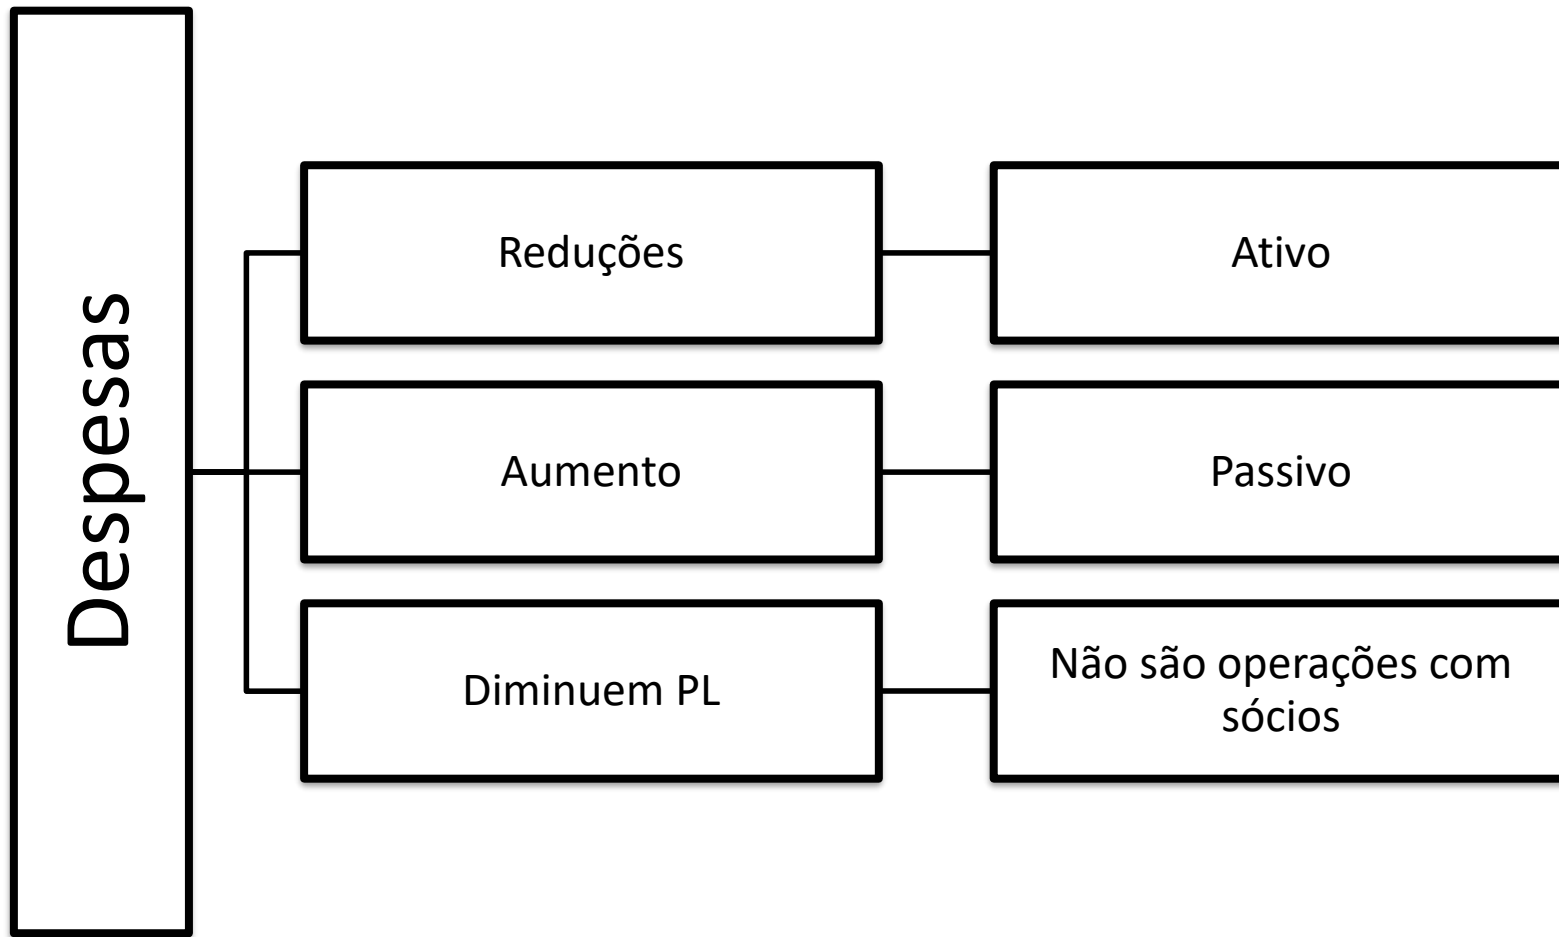 Despesas
Reduções
Ativo
Aumento
Passivo
Diminuem PL
Não são operações com
sócios